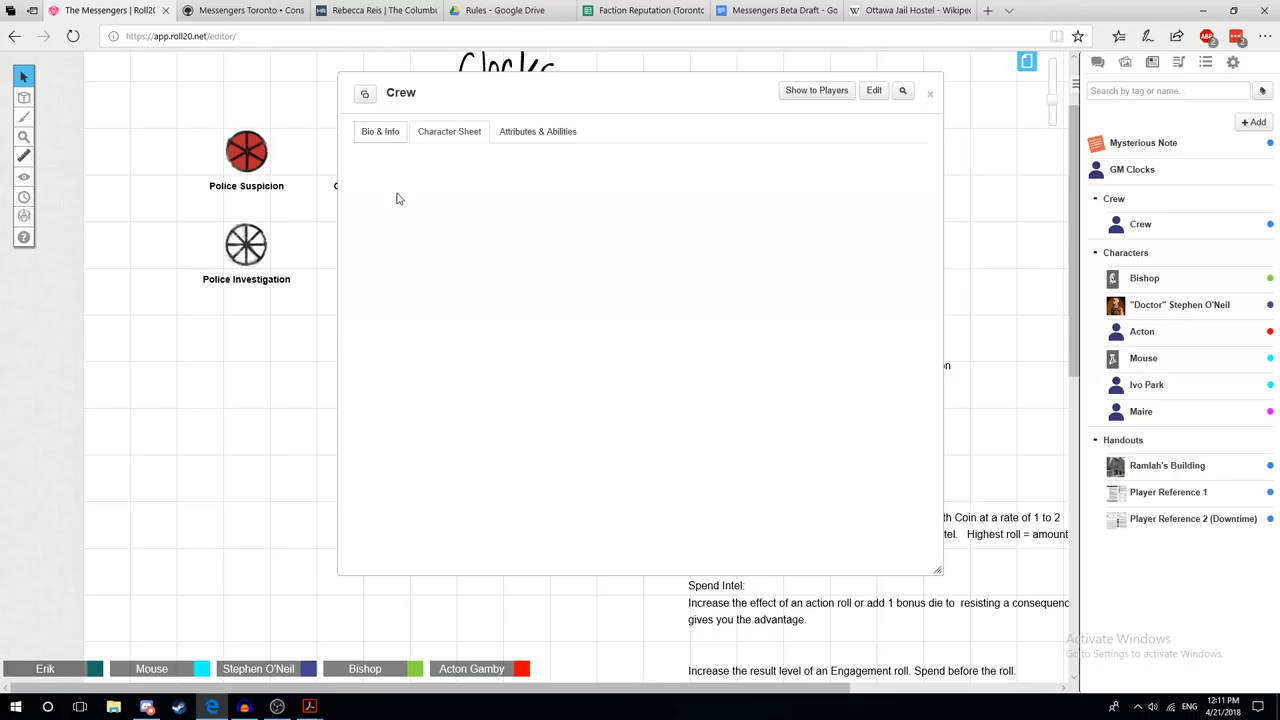 The Messengers | Roll20
Messengers Toronto • Cons
Rebecca Reis | The Columb
Rules - Google Drive
Faction Reputation (Toront
Messengers Beta Draft - Go
Ottawa Jail Hostel - Wikipe
https://app.roll20.net/editor/
2
2
Clocks
Crew
Show to Players
Edit
Bio & Info
Character Sheet
Attributes & Abilities
Search by tag or name...
+ Add
Mysterious Note
GM Clocks
Crew
Crew
Characters
Bishop
"Doctor" Stephen O'Neil
Acton
Mouse
Ivo Park
Maire
Handouts
Ramlah's Building
Player Reference 1
Player Reference 2 (Downtime)
Police Suspicion
Police Investigation
on
th Coin at a rate of 1 to 2
tel. Highest roll = amount
Spend Intel:
Increase the effect of an action roll or add 1 bonus die to resisting a consequenc
gives you the advantage.
Increase the result level of an Engagement roll. Spend before the roll.
Activate Windows
Go to Settings to activate Windows.
Erik
Mouse
Stephen O'Neil
Bishop
Acton Gamby
ENG
12:11 PM
4/21/2018